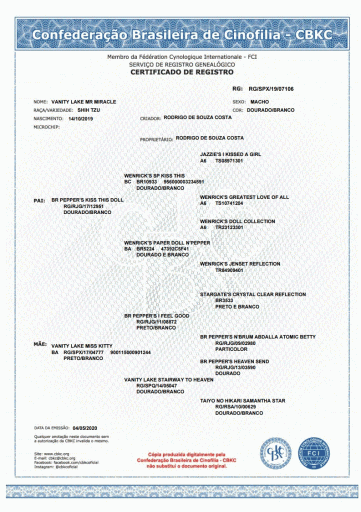 Confederação Brasileira de Cinofilia - CBKC
Membro da Fédération Cynologique Internationale - FCI
SERVIÇO DE REGISTRO GENEALÓGICO
CERTIFICADO DE REGISTRO
RG: RG/SPX/19/07106
NOME: VANITY LAKE MR MIRACLE SEXO: MACHO
RAÇA/VARIEDADE: SHIH TZU COR: DOURADO/BRANCO
NASCIMENTO: 14/10/2019 CRIADOR: RODRIGO DE SOUZA COSTA
MICROCHIP:
PROPRIETÁRIO: RODRIGO DE SOUZA COSTA
JAZZIE'S I KISSED A GIRL
A6 TS08971301
WENRICK'S SP KISS THIS
BC BR10933 956000003234851
DOURADO/BRANCO
WENRICK'S GREATEST LOVE OF ALL
A6 TS10741204
PAI: BR PEPPER'S KISS THIS DOLL
RG/RJG/17/12951
DOURADO/BRANCO
WENRICK'S DOLL COLLECTION
A6 TR23123301
WENRICK'S PAPER DOLL N'PEPPER
BA BR5224 47392C5F41
DOURADO E BRANCO
WENRICK'S JENSET REFLECTION
TR84909401
STARGATE'S CRYSTAL CLEAR REFLECTION
BR3533
PRETO E BRANCO
BR PEPPER'S I FEEL GOOD
RG/RJG/11/08872
PRETO/BRANCO
BR PEPPER'S N'BRUM ABDALLA ATOMIC BETTY
RG/RJG/09/02980
PARTICOLOR
MÃE: VANITY LAKE MISS KITTY
BA RG/SPX/17/04777 900115000901244
PRETO/BRANCO
BR PEPPER'S HEAVEN SEND
RG/RJG/13/03590
DOURADO
VANITY LAKE STAIRWAY TO HEAVEN
RG/SPQ/14/05047
DOURADO/BRANCO
TAIYO NO HIKARI SAMANTHA STAR
RG/RSA/10/00629
DOURADO/BRANCO
DATA DA EMISSÃO: 04/05/2020
Qualquer anotação neste documento sem
a autorização da CBKC invalida o mesmo.
Site: www.cbkc.org
E-mail: cbkc@cbkc.org
Facebook: facebook.com/cbkcoficial
Instagram: @cbkcoficial
Cópia produzida digitalmente pela
Confederação Brasileira de Cinofilia - CBKC
não substitui o documento original.
FCI